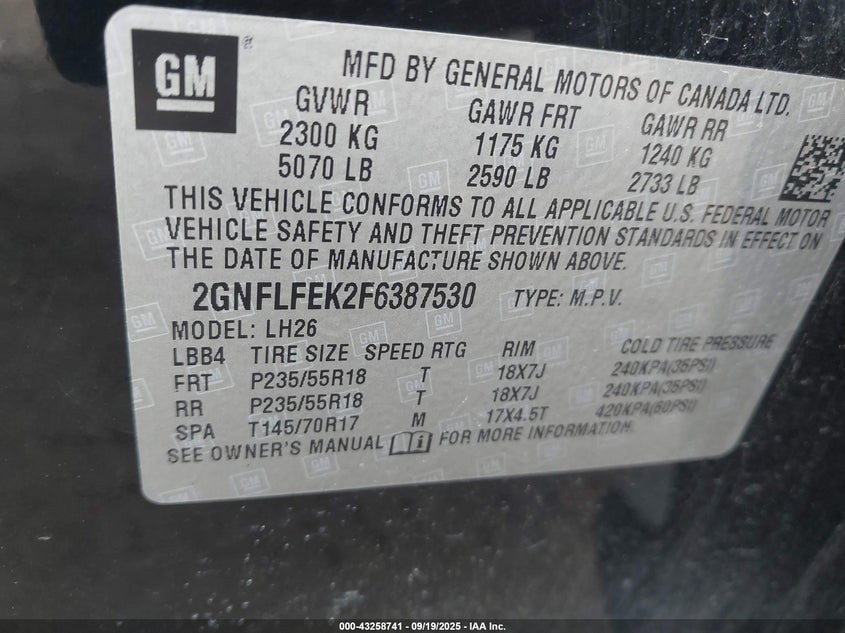 GM
MFD BY GENERAL MOTORS OF CANADA LTD.
GVWR GAWR FRT GAWR RR
2300 KG 1175 KG 1240 KG
5070 LB 2590 LB 2733 LB
THIS VEHICLE CONFORMS TO ALL APPLICABLE U.S. FEDERAL MOTOR
VEHICLE SAFETY AND THEFT PREVENTION STANDARDS IN EFFECT ON
THE DATE OF MANUFACTURE SHOWN ABOVE.
2GNFLFEK2F6387530 TYPE: M.P.V.
MODEL: LH26
LBB4 TIRE SIZE SPEED RTG RIM COLD TIRE PRESSURE
FRT P235/55R18 T 18X7J 240KPA(35PSI)
RR P235/55R18 T 18X7J 240KPA(35PSI)
SPA T145/70R17 M 17X4.5T 420KPA(60PSI)
SEE OWNER'S MANUAL FOR MORE INFORMATION.
000-43258741 / 09/19/2025 - IAA Inc.